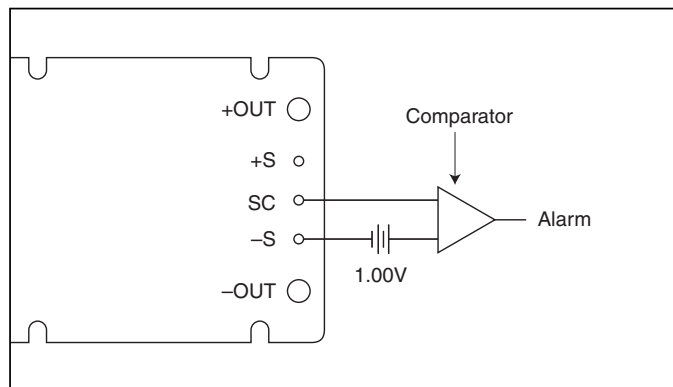 +OUT
Comparator
+S
SC
Alarm
–S
1.00V
–OUT